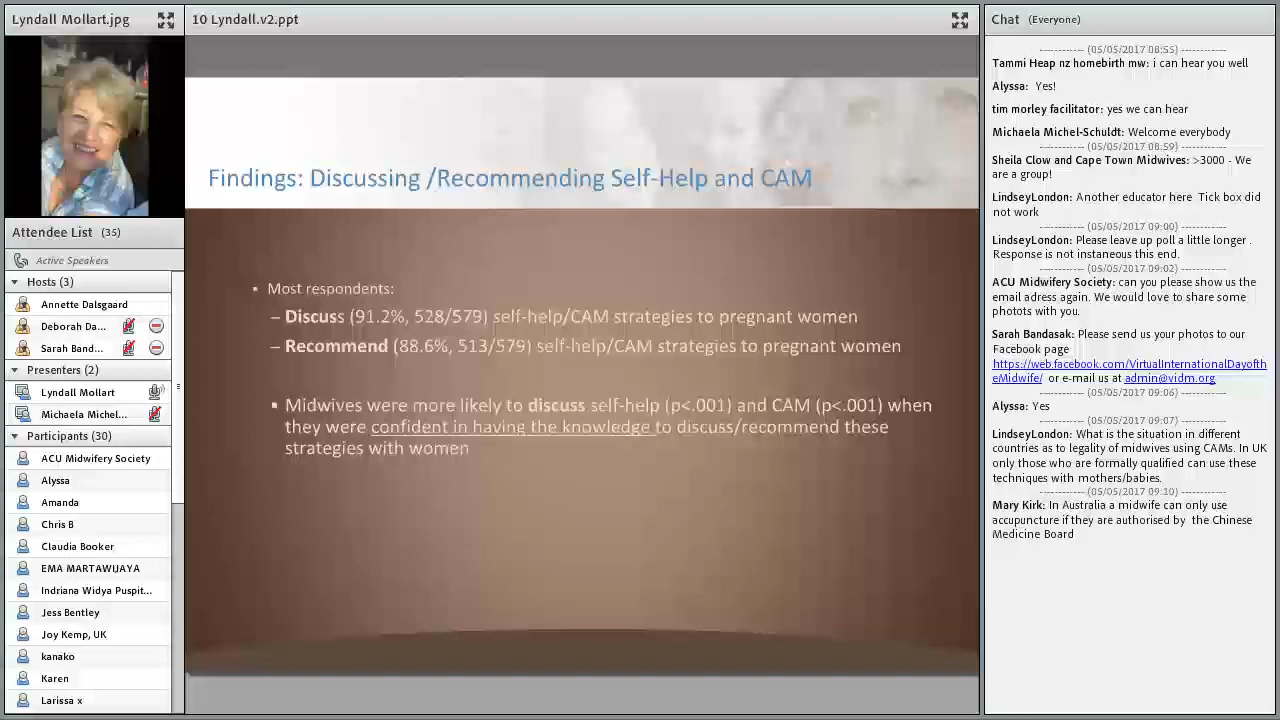 Lyndall Mollart.jpg
10 Lyndall.v2.ppt
Chat (Everyone)
Attendee List (35)
Active Speakers
Hosts (3)
Annette Dalsgaard
Deborah Da...
Sarah Band...
Presenters (2)
Lyndall Mollart
Michaela Michel...
Participants (30)
ACU Midwifery Society
Alyssa
Amanda
Chris B
Claudia Booker
EMA MARTAWIJAYA
Indriana Widya Puspit...
Jess Bentley
Joy Kemp, UK
kanako
Karen
Larissa x
Findings: Discussing /Recommending Self-Help and CAM
• Most respondents:
– Discuss (91.2%, 528/579) self-help/CAM strategies to pregnant women
– Recommend (88.6%, 513/579) self-help/CAM strategies to pregnant women
▪ Midwives were more likely to discuss self-help (p<.001) and CAM (p<.001) when
they were confident in having the knowledge to discuss/recommend these
strategies with women
------------ (05/05/2017 08:55) ------------
Tammi Heap nz homebirth mw: i can hear you well
Alyssa: Yes!
tim morley facilitator: yes we can hear
Michaela Michel-Schuldt: Welcome everybody
------------ (05/05/2017 08:59) ------------
Sheila Clow and Cape Town Midwives: >3000 - We
are a group!
LindseyLondon: Another educator here Tick box did
not work
------------ (05/05/2017 09:00) ------------
LindseyLondon: Please leave up poll a little longer .
Response is not instaneous this end.
------------ (05/05/2017 09:02) ------------
ACU Midwifery Society: can you please show us the
email adress again. We would love to share some
photots with you.
Sarah Bandasak: Please send us your photos to our
Facebook page
https://web.facebook.com/VirtualInternationalDayofth
eMidwife/ or e-mail us at admin@vidm.org
------------ (05/05/2017 09:06) ------------
Alyssa: Yes
------------ (05/05/2017 09:07) ------------
LindseyLondon: What is the situation in different
countries as to legality of midwives using CAMs. In UK
only those who are formally qualified can use these
techniques with mothers/babies.
------------ (05/05/2017 09:10) ------------
Mary Kirk: In Australia a midwife can only use
accupuncture if they are authorised by the Chinese
Medicine Board